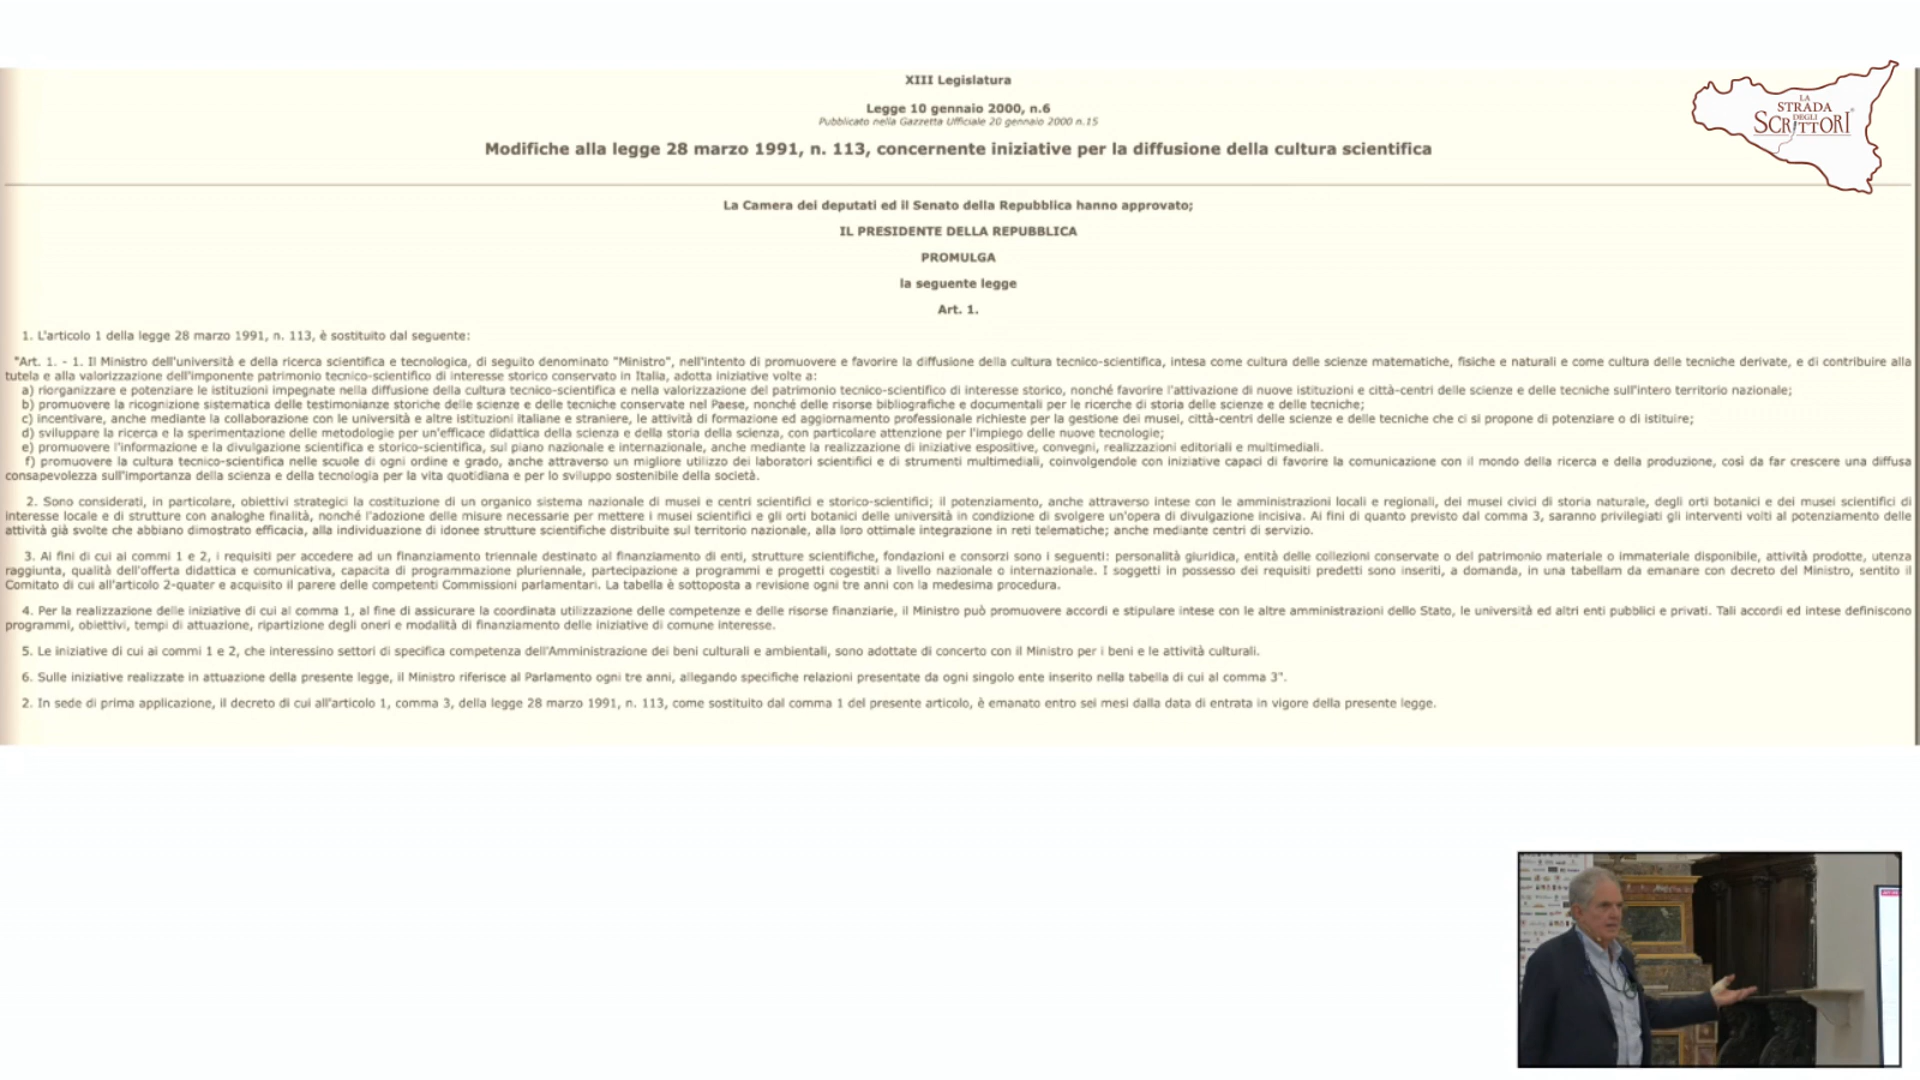 XIII Legislatura
Legge 10 gennaio 2000, n.6
Pubblicato nella Gazzetta Ufficiale 20 gennaio 2000 n.15
LA
STRADA
DEGLI
SCRITTORI
Modifiche alla legge 28 marzo 1991, n. 113, concernente iniziative per la diffusione della cultura scientifica
La Camera dei deputati ed il Senato della Repubblica hanno approvato;
IL PRESIDENTE DELLA REPUBBLICA
PROMULGA
la seguente legge
Art. 1.
1. L'articolo 1 della legge 28 marzo 1991, n. 113, è sostituito dal seguente:
"Art. 1. - 1. Il Ministro dell'università e della ricerca scientifica e tecnologica, di seguito denominato "Ministro", nell'intento di promuovere e favorire la diffusione della cultura tecnico-scientifica, intesa come cultura delle scienze matematiche, fisiche e naturali e come cultura delle tecniche derivate, e di contribuire alla
tutela e alla valorizzazione dell'imponente patrimonio tecnico-scientifico di interesse storico conservato in Italia, adotta iniziative volte a:
a) riorganizzare e potenziare le istituzioni impegnate nella diffusione della cultura tecnico-scientifica e nella valorizzazione del patrimonio tecnico-scientifico di interesse storico, nonché favorire l'attivazione di nuove istituzioni e città-centri delle scienze e delle tecniche sull'intero territorio nazionale;
b) promuovere la ricognizione sistematica delle testimonianze storiche delle scienze e delle tecniche conservate nel Paese, nonché delle risorse bibliografiche e documentali per le ricerche di storia delle scienze e delle tecniche;
c) incentivare, anche mediante la collaborazione con le università e altre istituzioni italiane e straniere, le attività di formazione ed aggiornamento professionale richieste per la gestione dei musei, città-centri delle scienze e delle tecniche che ci si propone di potenziare o di istituire;
d) sviluppare la ricerca e la sperimentazione delle metodologie per un'efficace didattica della scienza e della storia della scienza, con particolare attenzione per l'impiego delle nuove tecnologie;
e) promuovere l'informazione e la divulgazione scientifica e storico-scientifica, sul piano nazionale e internazionale, anche mediante la realizzazione di iniziative espositive, convegni, realizzazioni editoriali e multimediali.
f) promuovere la cultura tecnico-scientifica nelle scuole di ogni ordine e grado, anche attraverso un migliore utilizzo dei laboratori scientifici e di strumenti multimediali, coinvolgendole con iniziative capaci di favorire la comunicazione con il mondo della ricerca e della produzione, così da far crescere una diffusa
consapevolezza sull'importanza della scienza e della tecnologia per la vita quotidiana e per lo sviluppo sostenibile della società.
2. Sono considerati, in particolare, obiettivi strategici la costituzione di un organico sistema nazionale di musei e centri scientifici e storico-scientifici; il potenziamento, anche attraverso intese con le amministrazioni locali e regionali, dei musei civici di storia naturale, degli orti botanici e dei musei scientifici di
interesse locale e di strutture con analoghe finalità, nonché l'adozione delle misure necessarie per mettere i musei scientifici e gli orti botanici delle università in condizione di svolgere un'opera di divulgazione incisiva. Ai fini di quanto previsto dal comma 3, saranno privilegiati gli interventi volti al potenziamento delle
attività già svolte che abbiano dimostrato efficacia, alla individuazione di idonee strutture scientifiche distribuite sul territorio nazionale, alla loro ottimale integrazione in reti telematiche; anche mediante centri di servizio.
3. Ai fini di cui ai commi 1 e 2, i requisiti per accedere ad un finanziamento triennale destinato al finanziamento di enti, strutture scientifiche, fondazioni e consorzi sono i seguenti: personalità giuridica, entità delle collezioni conservate o del patrimonio materiale o immateriale disponibile, attività prodotte, utenza
raggiunta, qualità dell'offerta didattica e comunicativa, capacita di programmazione pluriennale, partecipazione a programmi e progetti cogestiti a livello nazionale o internazionale. I soggetti in possesso dei requisiti predetti sono inseriti, a domanda, in una tabellam da emanare con decreto del Ministro, sentito il
Comitato di cui all'articolo 2-quater e acquisito il parere delle competenti Commissioni parlamentari. La tabella è sottoposta a revisione ogni tre anni con la medesima procedura.
4. Per la realizzazione delle iniziative di cui al comma 1, al fine di assicurare la coordinata utilizzazione delle competenze e delle risorse finanziarie, il Ministro può promuovere accordi e stipulare intese con le altre amministrazioni dello Stato, le università ed altri enti pubblici e privati. Tali accordi ed intese definiscono
programmi, obiettivi, tempi di attuazione, ripartizione degli oneri e modalità di finanziamento delle iniziative di comune interesse.
5. Le iniziative di cui ai commi 1 e 2, che interessino settori di specifica competenza dell'Amministrazione dei beni culturali e ambientali, sono adottate di concerto con il Ministro per i beni e le attività culturali.
6. Sulle iniziative realizzate in attuazione della presente legge, il Ministro riferisce al Parlamento ogni tre anni, allegando specifiche relazioni presentate da ogni singolo ente inserito nella tabella di cui al comma 3".
2. In sede di prima applicazione, il decreto di cui all'articolo 1, comma 3, della legge 28 marzo 1991, n. 113, come sostituito dal comma 1 del presente articolo, è emanato entro sei mesi dalla data di entrata in vigore della presente legge.